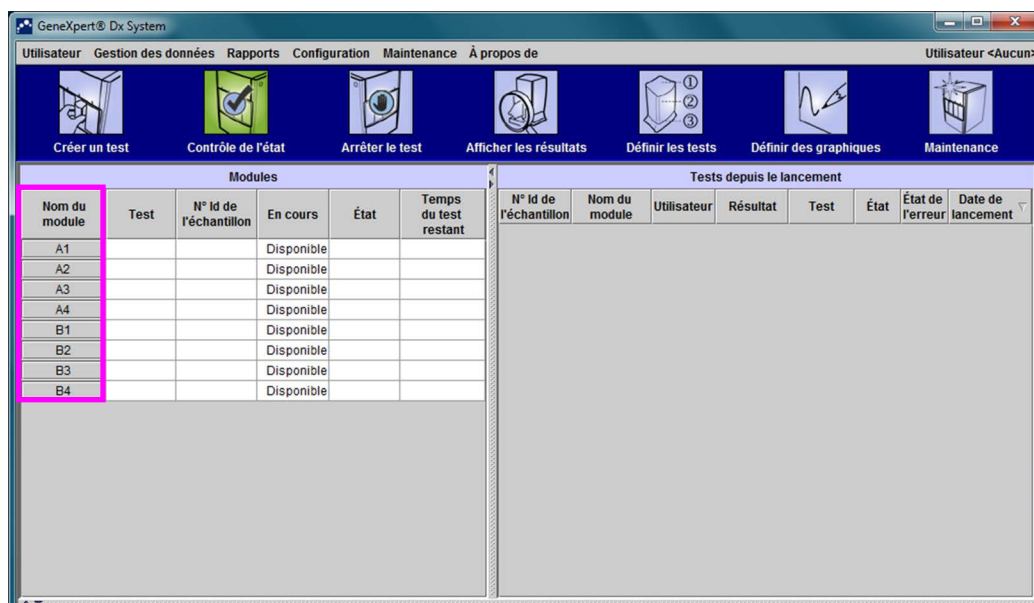 GeneXpert® Dx System
Utilisateur Gestion des données Rapports Configuration Maintenance À propos de Utilisateur <Aucun>
① ② ③
Créer un test Contrôle de l'état Arrêter le test Afficher les résultats Définir les tests Définir des graphiques Maintenance
Modules Tests depuis le lancement
Nom du module Test N° Id de l'échantillon En cours État Temps du test restant N° Id de l'échantillon Nom du module Utilisateur Résultat Test État État de l'erreur Date de lancement
A1 Disponible
A2 Disponible
A3 Disponible
A4 Disponible
B1 Disponible
B2 Disponible
B3 Disponible
B4 Disponible